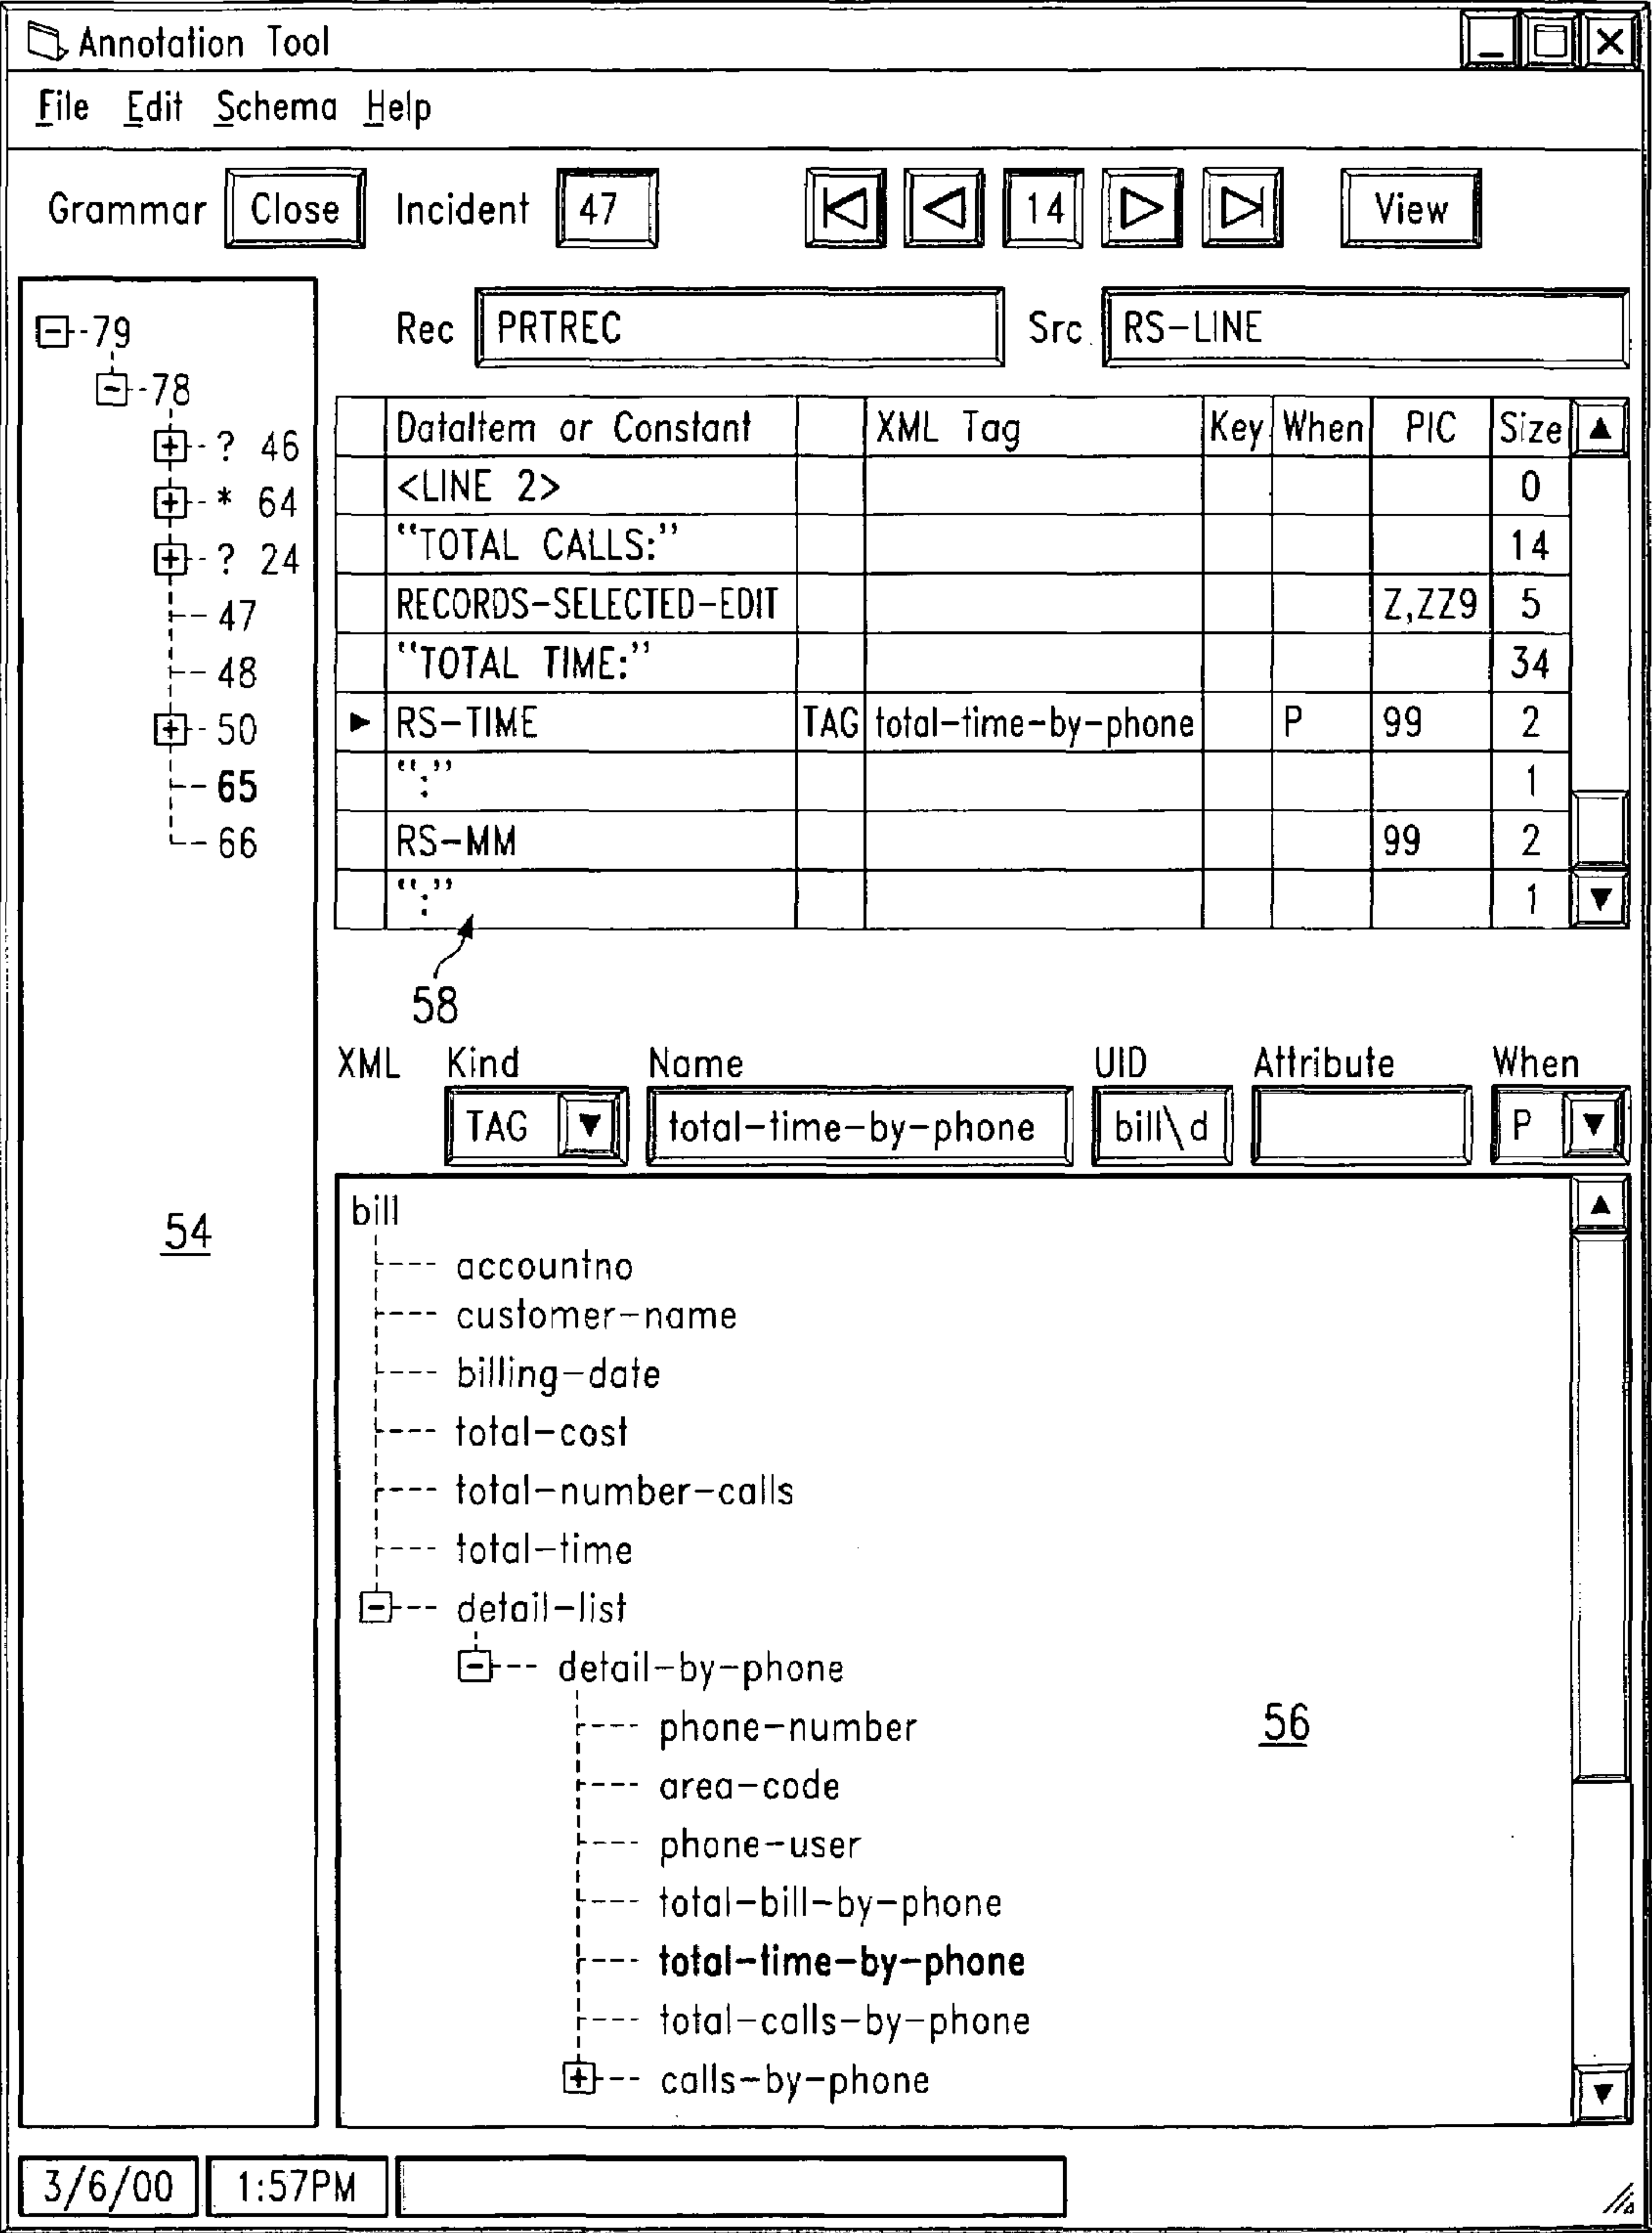 Annotation Tool
File Edit Schema Help
Grammar Close Incident 47 14 View
Rec PRTREC Src RS-LINE
79
78
? 46
* 64
? 24
47
48
50
65
66
DataItem or Constant XML Tag Key When PIC Size
<LINE 2> 0
“TOTAL CALLS:” 14
RECORDS-SELECTED-EDIT Z,ZZ9 5
“TOTAL TIME:” 34
RS-TIME TAG total-time-by-phone P 99 2
“:” 1
RS-MM 99 2
“:” 1
58
XML Kind Name UID Attribute When
TAG total-time-by-phone bill\d P
54
bill
accountno
customer-name
billing-date
total-cost
total-number-calls
total-time
detail-list
detail-by-phone
phone-number
56
area-code
phone-user
total-bill-by-phone
total-time-by-phone
total-calls-by-phone
calls-by-phone
3/6/00 1:57PM